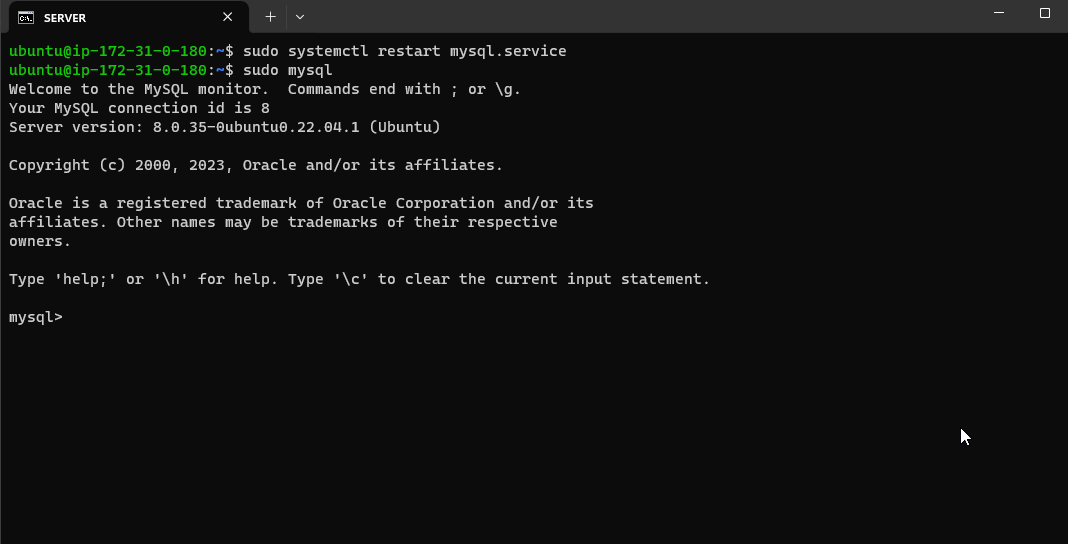 SERVER
ubuntu@ip-172-31-0-180:~$ sudo systemctl restart mysql.service
ubuntu@ip-172-31-0-180:~$ sudo mysql
Welcome to the MySQL monitor.  Commands end with ; or \g.
Your MySQL connection id is 8
Server version: 8.0.35-0ubuntu0.22.04.1 (Ubuntu)
Copyright (c) 2000, 2023, Oracle and/or its affiliates.
Oracle is a registered trademark of Oracle Corporation and/or its
affiliates. Other names may be trademarks of their respective
owners.
Type 'help;' or '\h' for help. Type '\c' to clear the current input statement.
mysql>